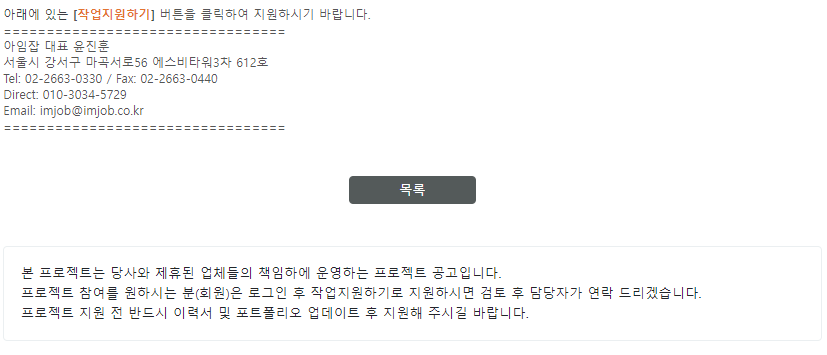 아래에 있는 [작업지원하기] 버튼을 클릭하여 지원하시기 바랍니다.
=================================
아임잡 대표 윤진훈
서울시 강서구 마곡서로56 에스비타워3차 612호
Tel: 02-2663-0330 / Fax: 02-2663-0440
Direct: 010-3034-5729
Email: imjob@imjob.co.kr
=================================
목록
본 프로젝트는 당사와 제휴된 업체들의 책임하에 운영하는 프로젝트 공고입니다.
프로젝트 참여를 원하시는 분(회원)은 로그인 후 작업지원하기로 지원하시면 검토 후 담당자가 연락 드리겠습니다.
프로젝트 지원 전 반드시 이력서 및 포트폴리오 업데이트 후 지원해 주시길 바랍니다.